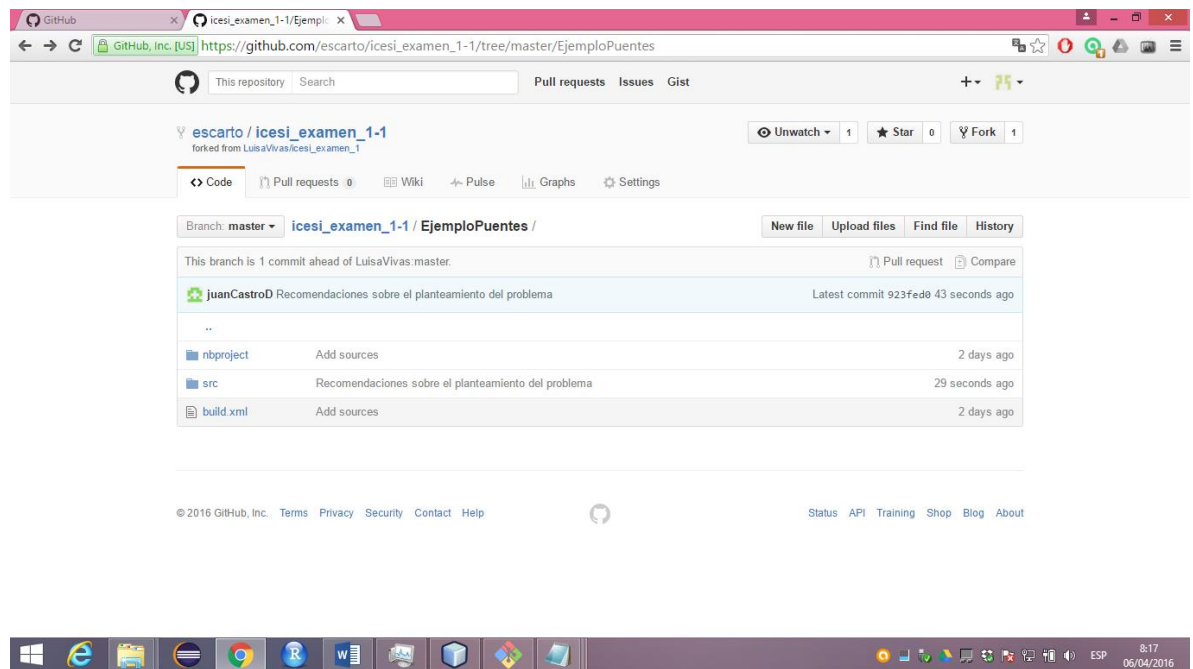 GitHub
icesi_examen_1-1/Ejemplo
GitHub, Inc. [US] https://github.com/escarto/icesi_examen_1-1/tree/master/EjemploPuentes
This repository Search Pull requests Issues Gist
escarto / icesi_examen_1-1 Unwatch 1 Star 0 Fork 1
forked from LuisaVivas/icesi_examen_1
Code Pull requests 0 Wiki Pulse Graphs Settings
Branch: master icesi_examen_1-1 / EjemploPuentes / New file Upload files Find file History
This branch is 1 commit ahead of LuisaVivas:master. Pull request Compare
juanCastroD Recomendaciones sobre el planteamiento del problema Latest commit 923fed0 43 seconds ago
..
nbproject Add sources 2 days ago
src Recomendaciones sobre el planteamiento del problema 29 seconds ago
build.xml Add sources 2 days ago
© 2016 GitHub, Inc. Terms Privacy Security Contact Help Status API Training Shop Blog About
ESP 8:17
06/04/2016